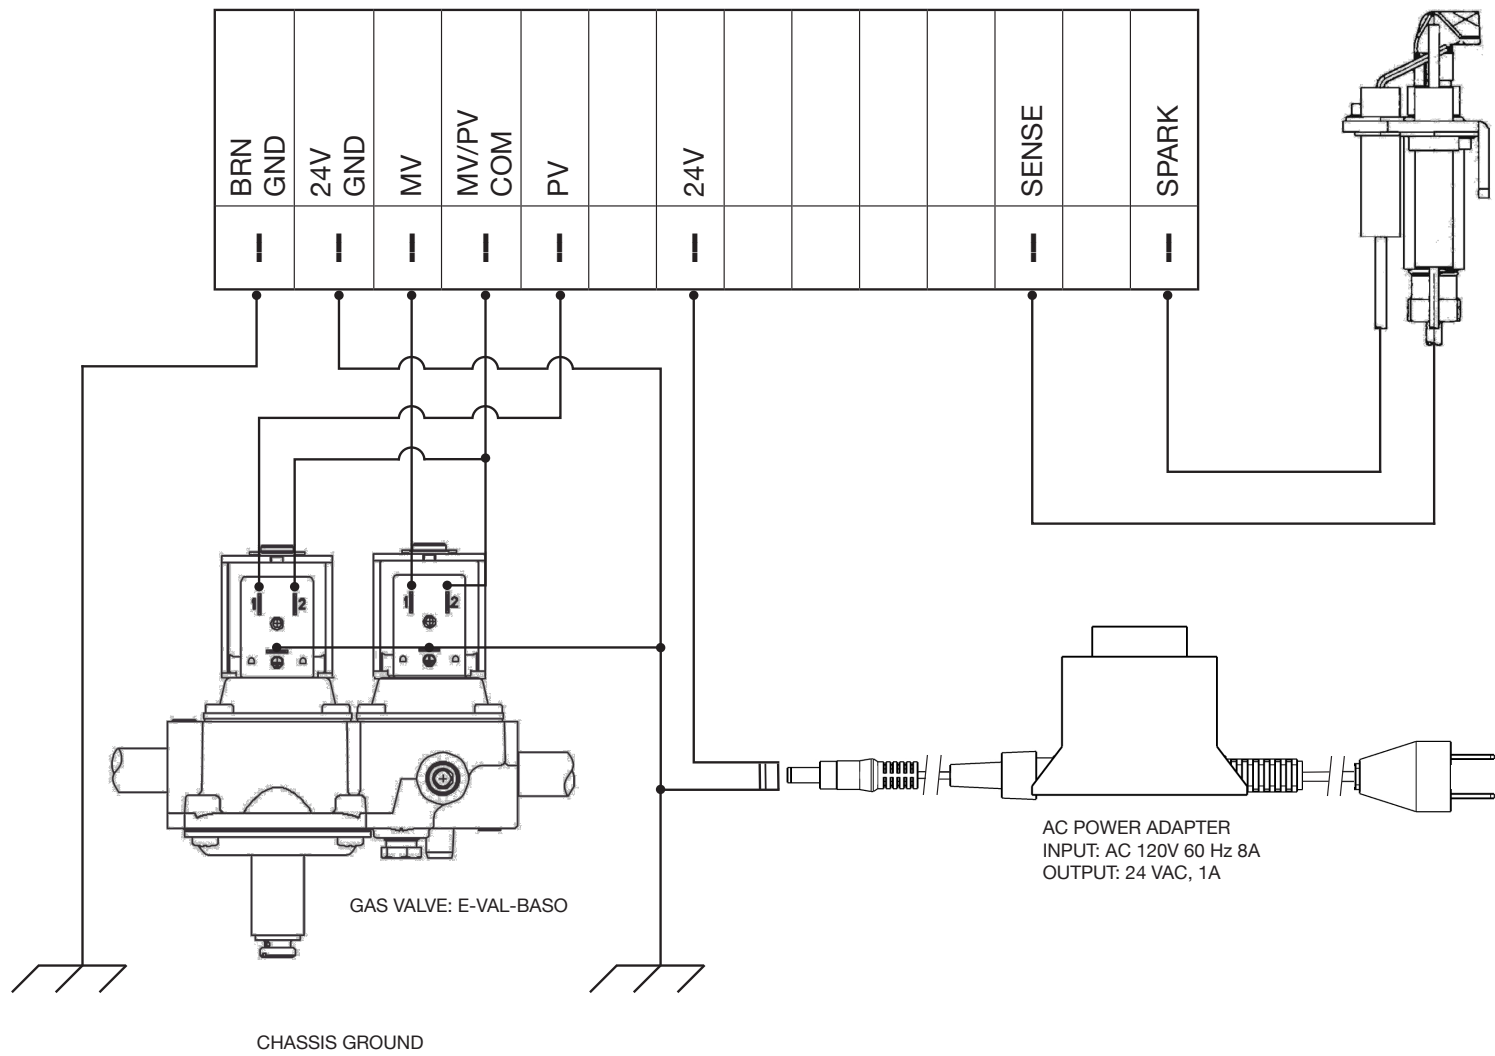 BRN
GND
24V
GND
MV
MV/PV
COM
PV
24V
SENSE
SPARK
1
2
1
2
AC POWER ADAPTER
INPUT: AC 120V 60 Hz 8A
OUTPUT: 24 VAC, 1A
GAS VALVE: E-VAL-BASO
CHASSIS GROUND